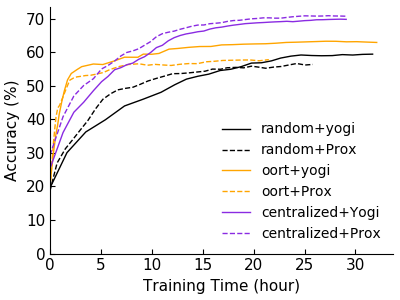 70
60
50
40
30
20
10
0
Accuracy (%)
random+yogi
random+Prox
oort+yogi
oort+Prox
centralized+Yogi
centralized+Prox
0 5 10 15 20 25 30
Training Time (hour)